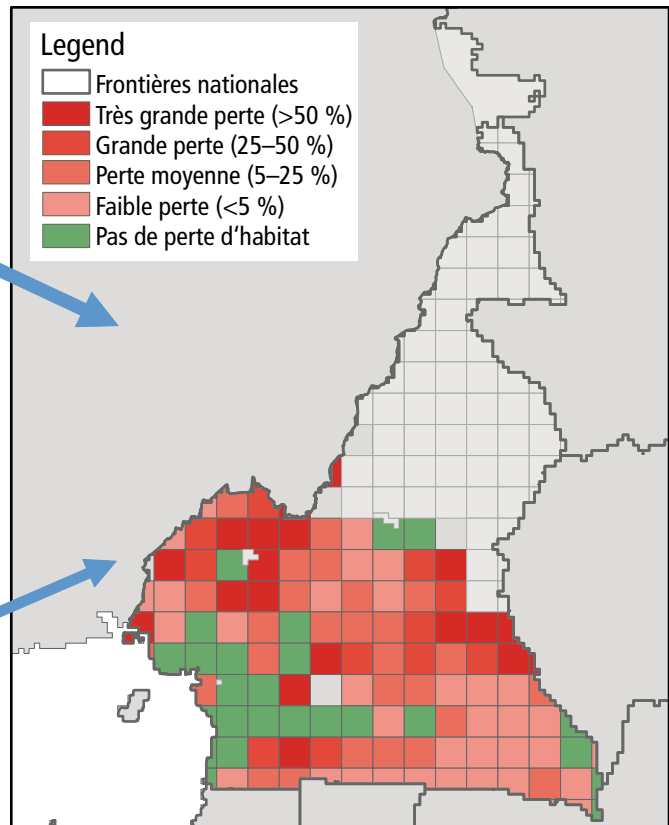 Legend
Frontières nationales
Très grande perte (>50 %)
Grande perte (25–50 %)
Perte moyenne (5–25 %)
Faible perte (<5 %)
Pas de perte d‘habitat